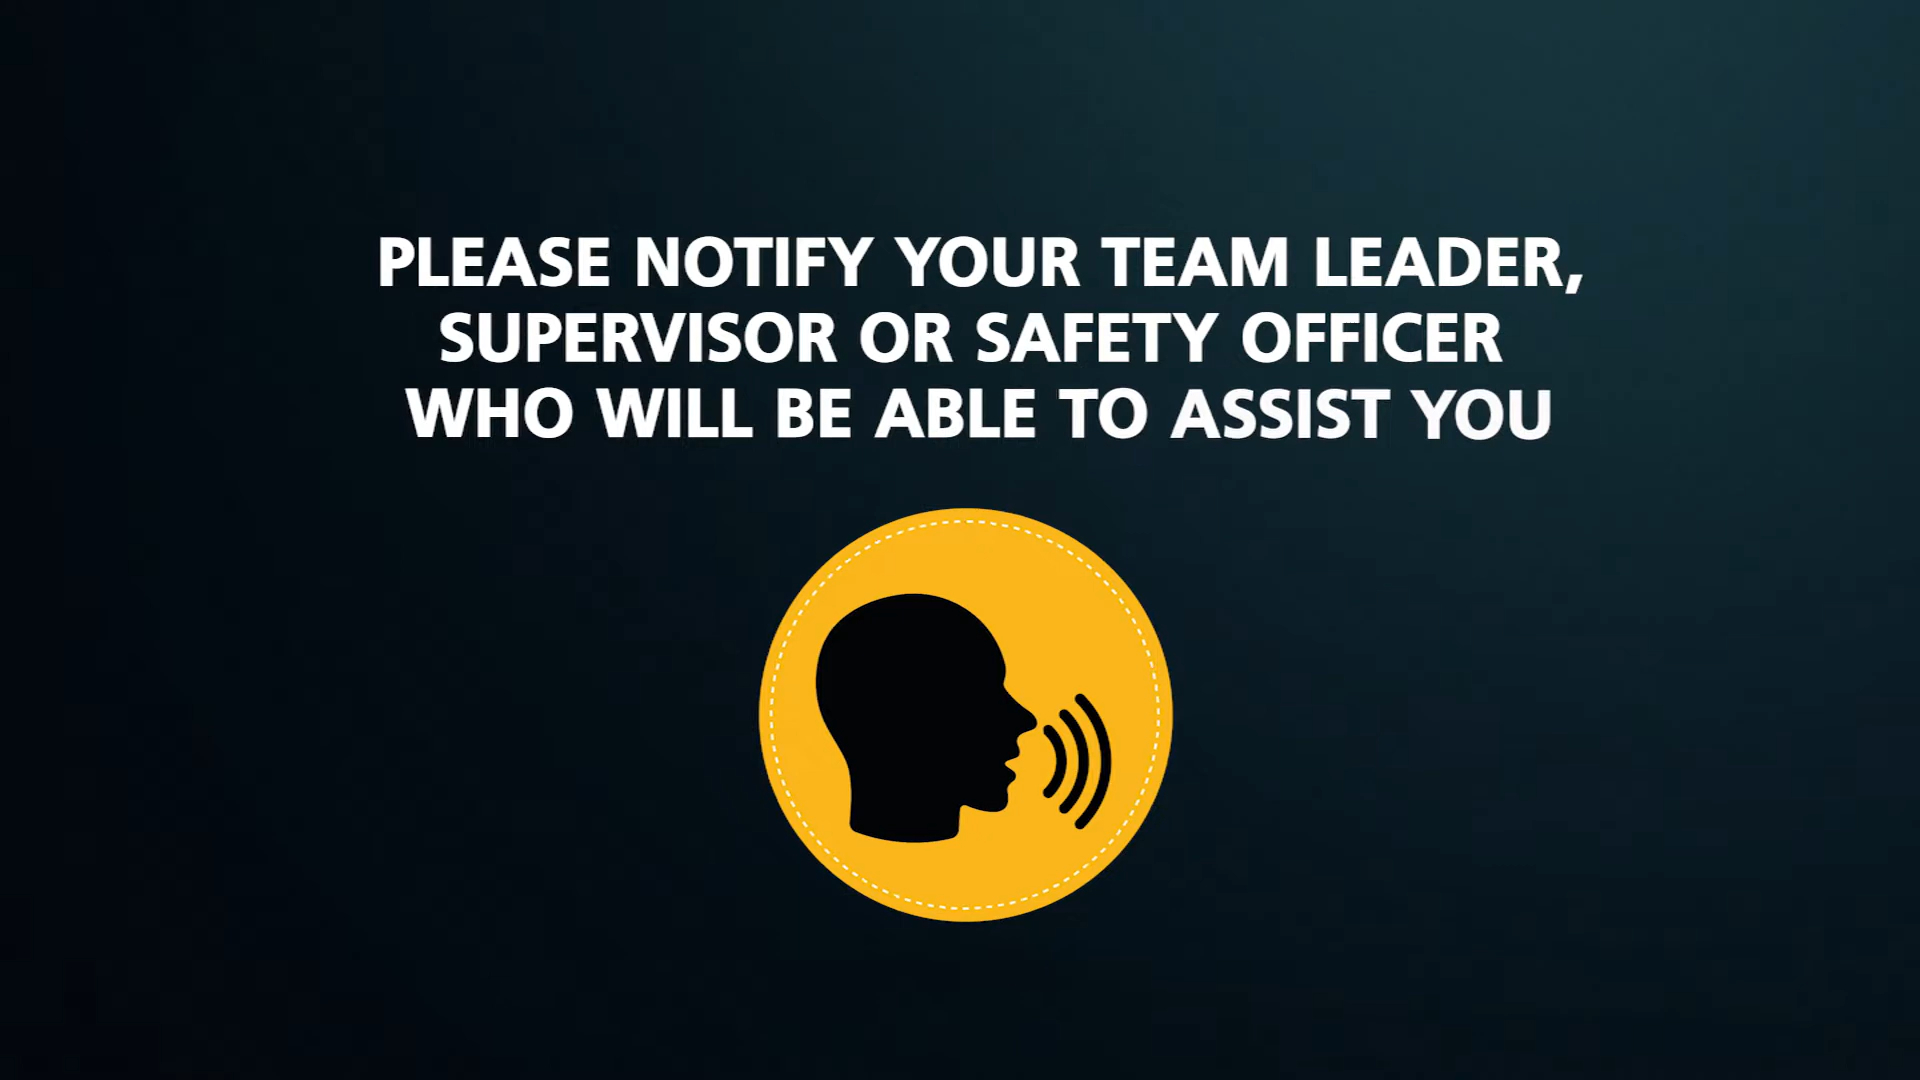 PLEASE NOTIFY YOUR TEAM LEADER,
SUPERVISOR OR SAFETY OFFICER
WHO WILL BE ABLE TO ASSIST YOU